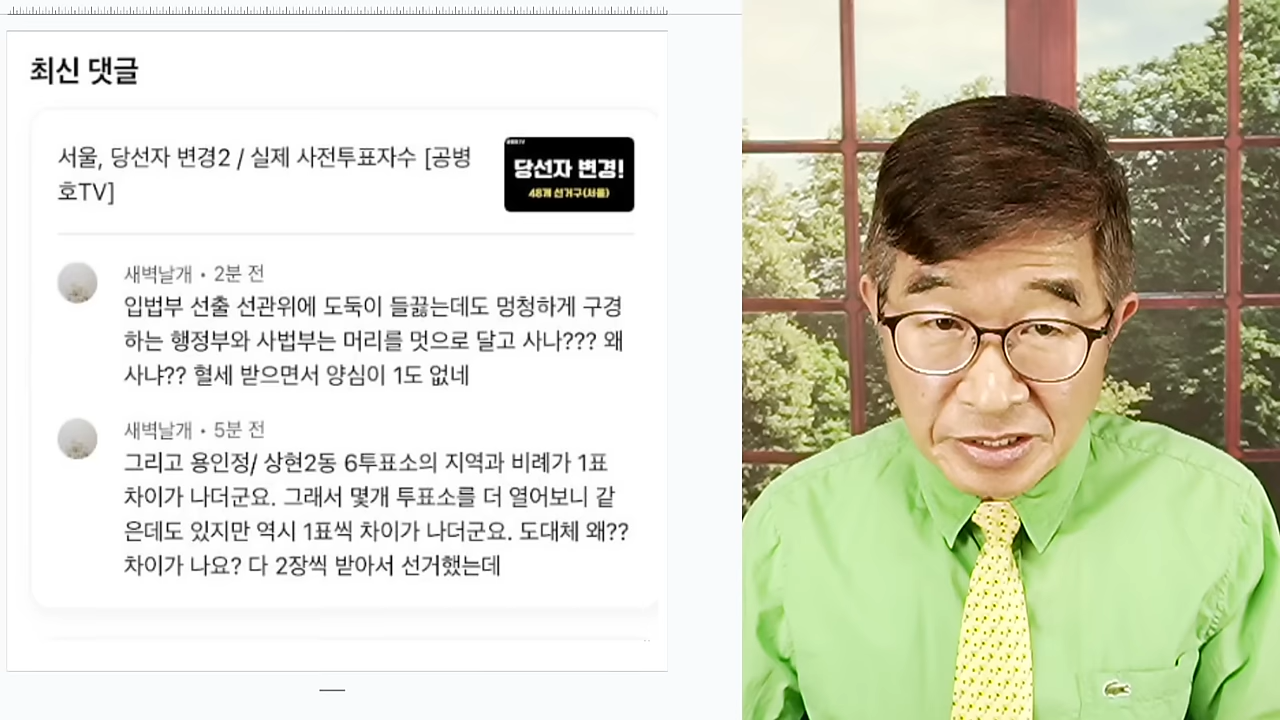 최신 댓글
서울, 당선자 변경2 / 실제 사전투표자수 [공병
호TV]
당선자 변경!
48개 선거구(서울)
새벽날개 • 2분 전
입법부 선출 선관위에 도둑이 들끓는데도 멍청하게 구경
하는 행정부와 사법부는 머리를 멋으로 달고 사나??? 왜
사냐?? 혈세 받으면서 양심이 1도 없네
새벽날개 • 5분 전
그리고 용인정/ 상현2동 6투표소의 지역과 비례가 1표
차이가 나더군요. 그래서 몇개 투표소를 더 열어보니 같
은데도 있지만 역시 1표씩 차이가 나더군요. 도대체 왜??
차이가 나요? 다 2장씩 받아서 선거했는데